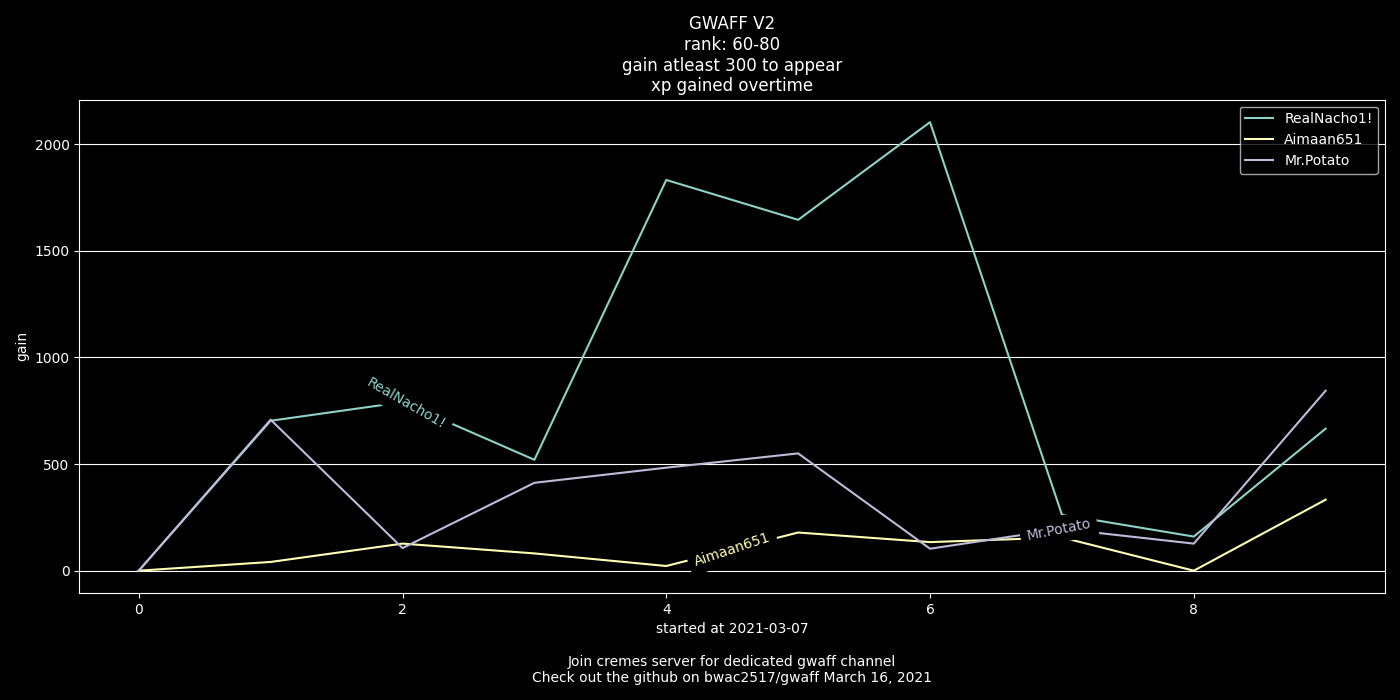 GWAFF V2
rank: 60-80
gain atleast 300 to appear
xp gained overtime
RealNacho1!
Aimaan651
Mr.Potato
2000
1500
1000
500
0
gain
RealNacho1!
Aimaan651
Mr.Potato
0
2
4
6
8
started at 2021-03-07
Join cremes server for dedicated gwaff channel
Check out the github on bwac2517/gwaff March 16, 2021